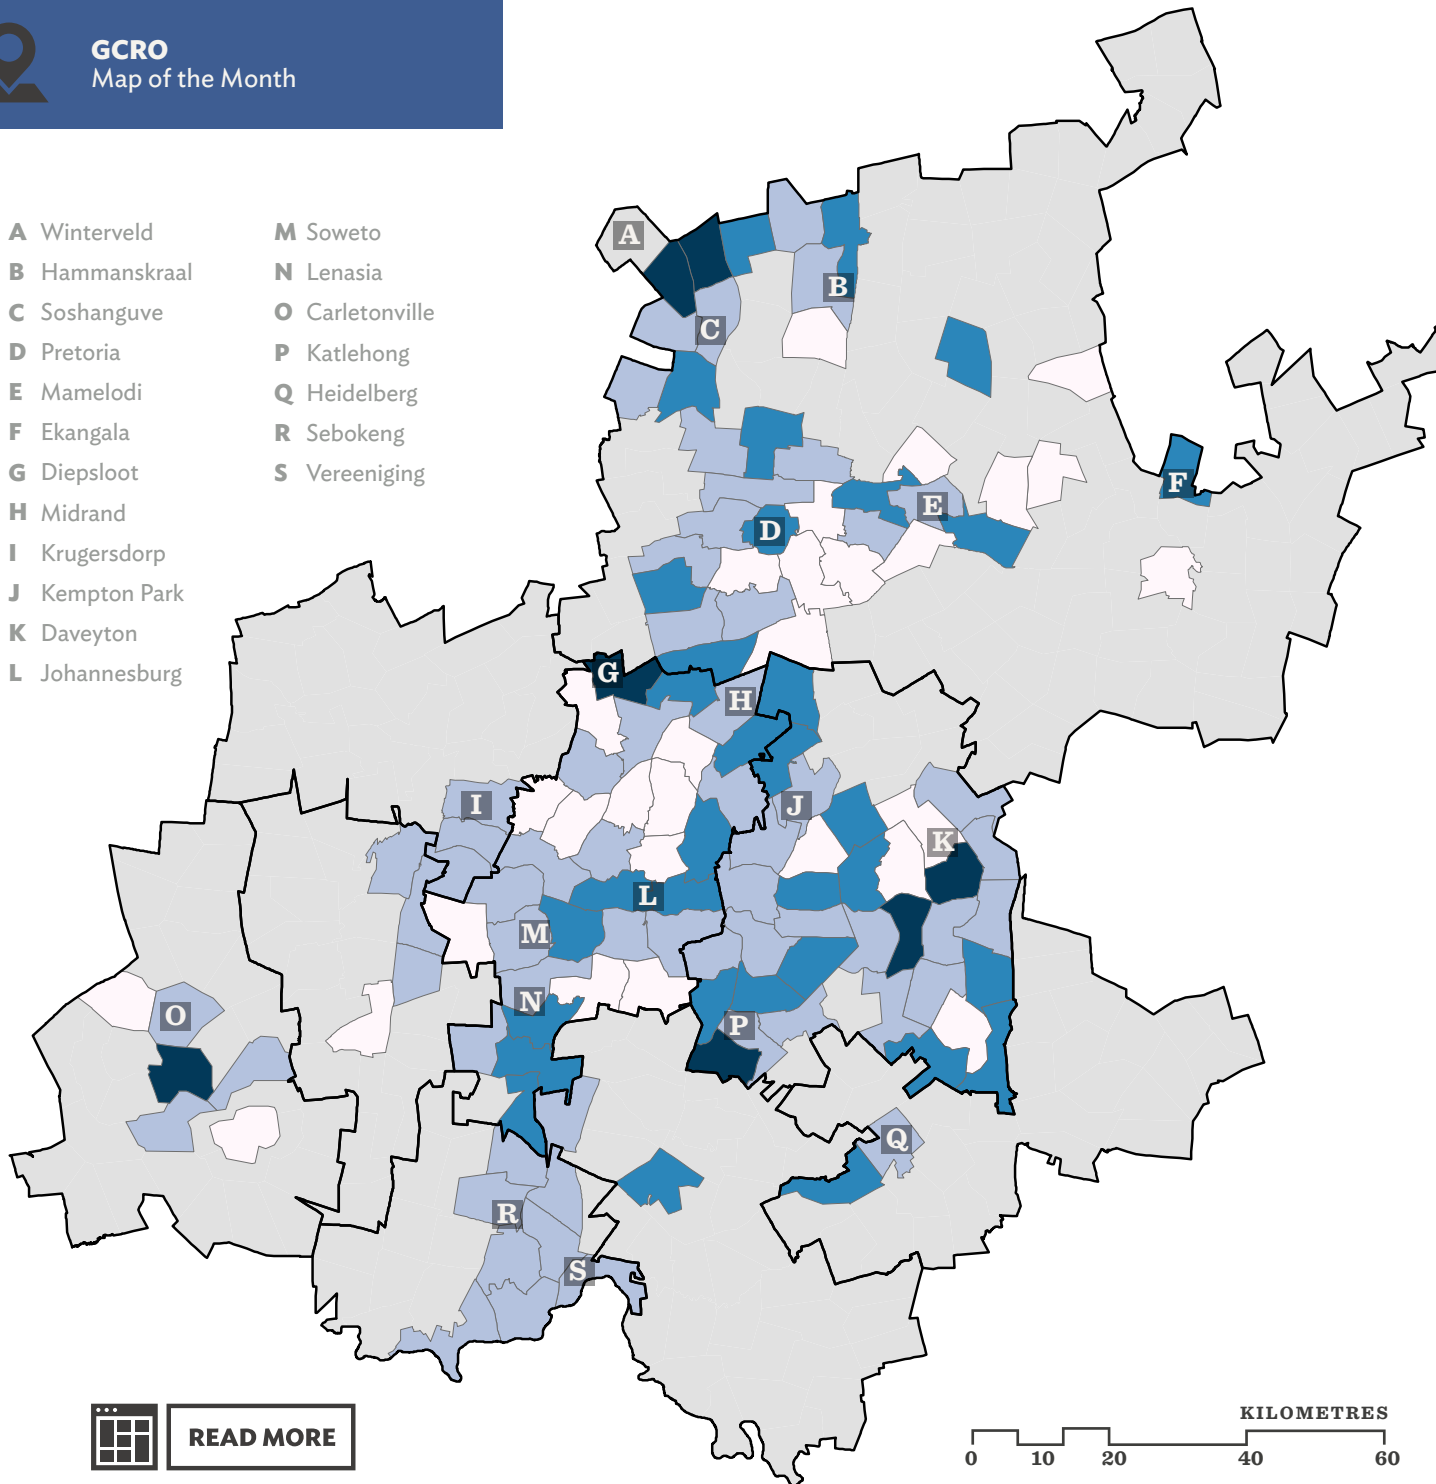 GCRO
Map of the Month
A Winterveld
B Hammanskraal
C Soshanguve
D Pretoria
E Mamelodi
F Ekangala
G Diepsloot
H Midrand
I Krugersdorp
J Kempton Park
K Daveyton
L Johannesburg
M Soweto
N Lenasia
O Carletonville
P Katlehong
Q Heidelberg
R Sebokeng
S Vereeniging
A
B
C
F
E
D
G
H
I
J
K
L
M
N
O
P
Q
R
S
READ MORE
KILOMETRES
0 10 20 40 60